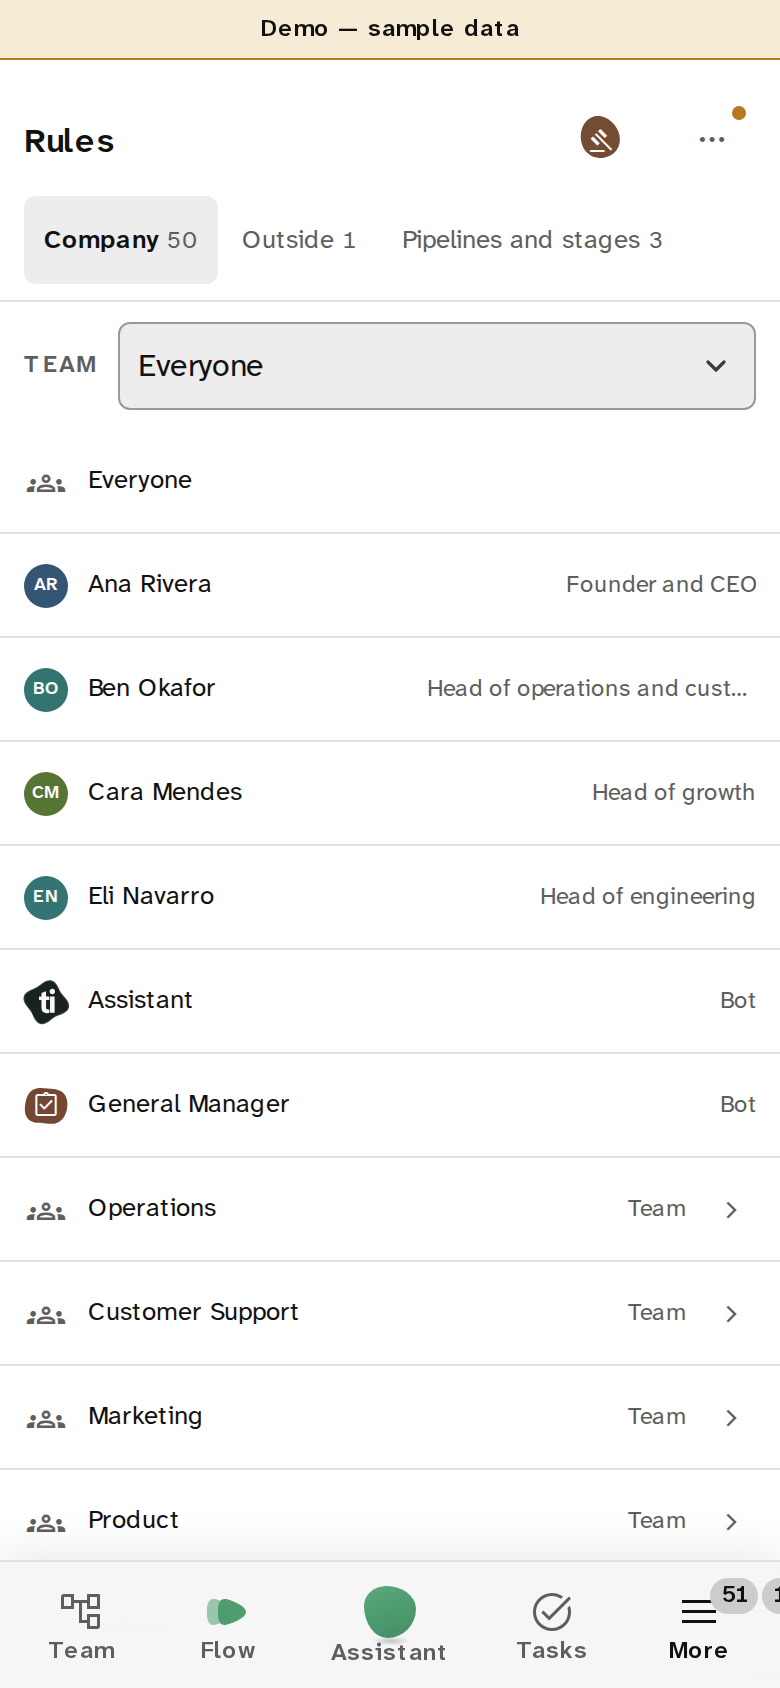 Demo — sample data
Rules
Company 50 Outside 1 Pipelines and stages 3
TEAM Everyone
Everyone
AR Ana Rivera Founder and CEO
BO Ben Okafor Head of operations and cust...
CM Cara Mendes Head of growth
EN Eli Navarro Head of engineering
ti Assistant Bot
General Manager Bot
Operations Team
Customer Support Team
Marketing Team
Product Team
51
Team Flow Assistant Tasks More